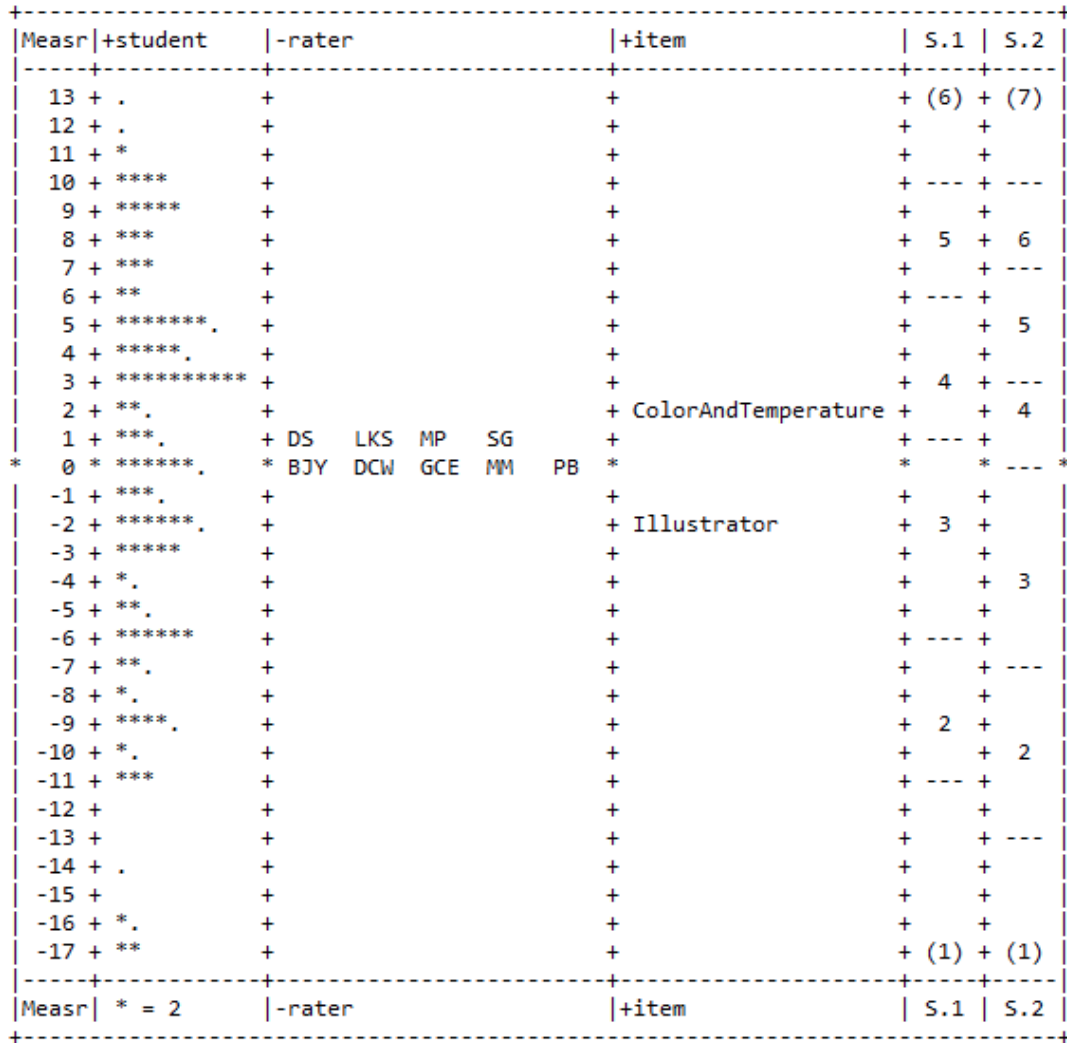 +-----------------------------------------------------------------------------+
|Measr|+student    |-rater                   |+item                | S.1 | S.2 |
|-----+------------+-------------------------+---------------------+-----+-----|
|  13 + .          +                         +                     + (6) + (7) |
|  12 + .          +                         +                     +     +     |
|  11 + *          +                         +                     +     +     |
|  10 + ****       +                         +                     + --- + --- |
|   9 + *****      +                         +                     +     +     |
|   8 + ***        +                         +                     +  5  +  6  |
|   7 + ***        +                         +                     +     + --- |
|   6 + **         +                         +                     + --- +     |
|   5 + *******.   +                         +                     +     +  5  |
|   4 + *****.     +                         +                     +     +     |
|   3 + ********** +                         +                     +  4  + --- |
|   2 + **.        +                         + ColorAndTemperature +     +  4  |
|   1 + ***.       + DS   LKS  MP   SG       +                     + --- +     |
*   0 * ******.    * BJY  DCW  GCE  MM   PB  *                     *     * --- *
|  -1 + ***.       +                         +                     +     +     |
|  -2 + ******.    +                         + Illustrator         +  3  +     |
|  -3 + *****      +                         +                     +     +     |
|  -4 + *.         +                         +                     +     +  3  |
|  -5 + **.        +                         +                     +     +     |
|  -6 + ******     +                         +                     + --- +     |
|  -7 + **.        +                         +                     +     + --- |
|  -8 + *.         +                         +                     +     +     |
|  -9 + ****.      +                         +                     +  2  +     |
| -10 + *.         +                         +                     +     +  2  |
| -11 + ***        +                         +                     + --- +     |
| -12 +            +                         +                     +     +     |
| -13 +            +                         +                     +     + --- |
| -14 + .          +                         +                     +     +     |
| -15 +            +                         +                     +     +     |
| -16 + *.         +                         +                     +     +     |
| -17 + **         +                         +                     + (1) + (1) |
|-----+------------+-------------------------+---------------------+-----+-----|
|Measr| * = 2      |-rater                   |+item                | S.1 | S.2 |
+-----------------------------------------------------------------------------+